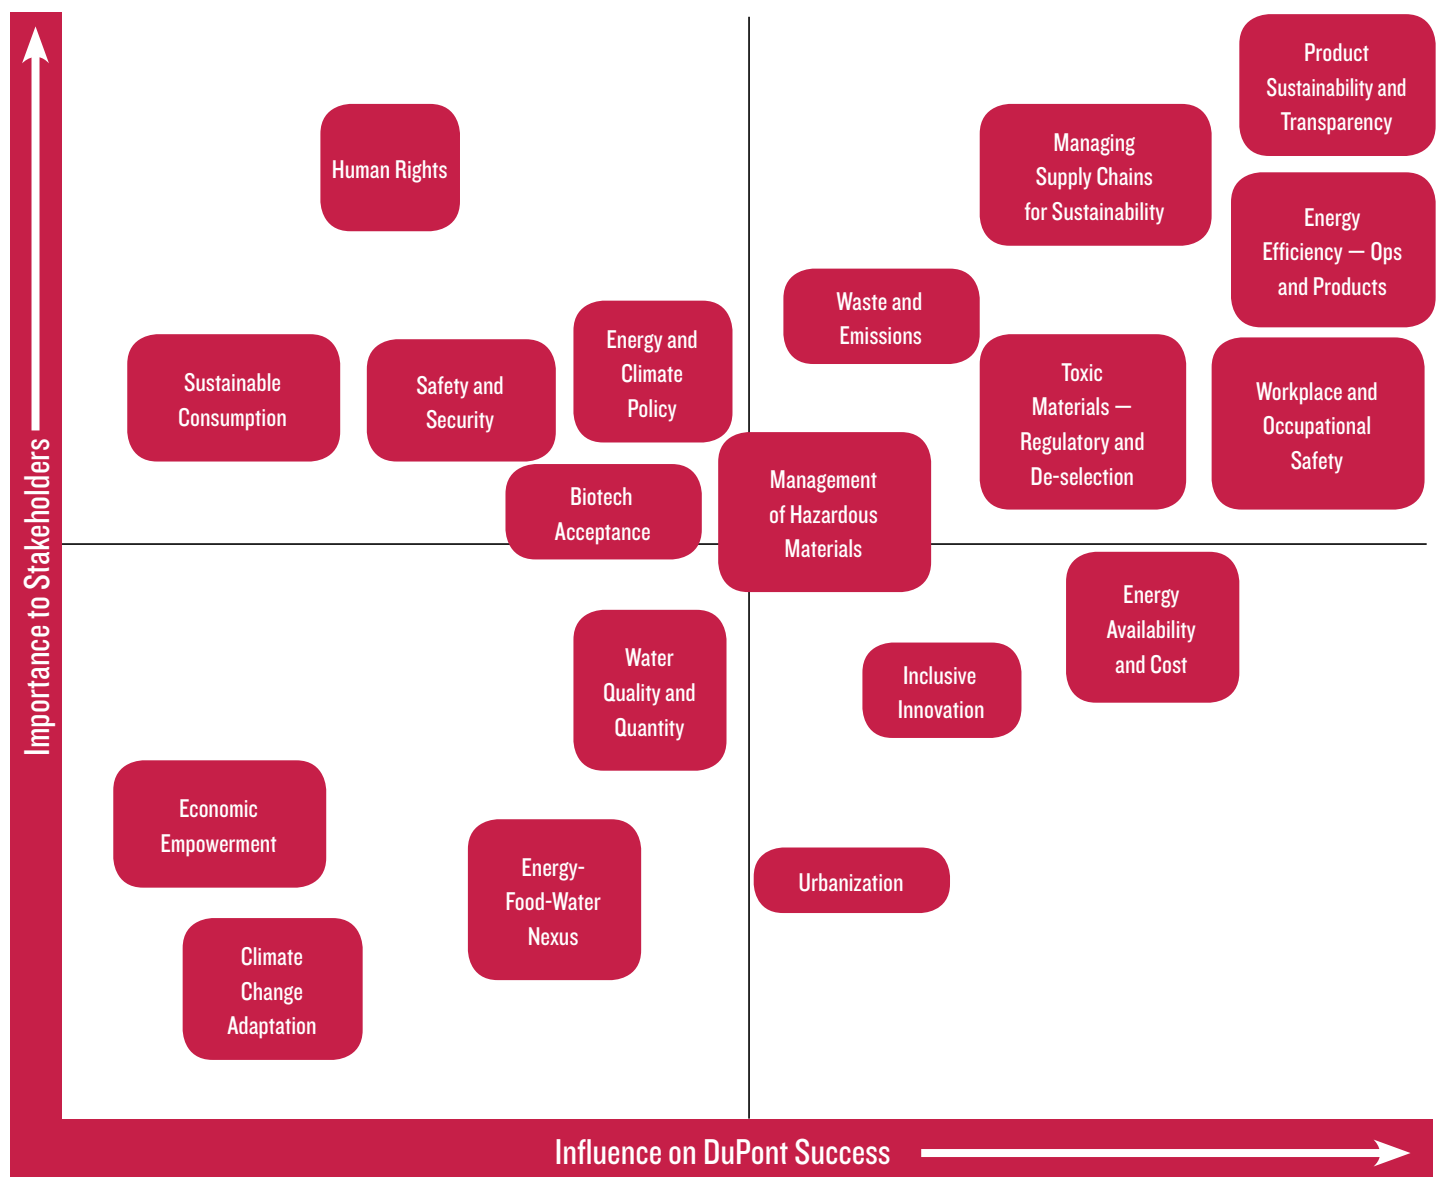 Product
Sustainability and
Transparency
Managing
Supply Chains
for Sustainability
Human Rights
Energy
Efficiency — Ops
and Products
Waste and
Emissions
Energy and
Climate
Policy
Sustainable
Consumption
Safety and
Security
Toxic
Materials —
Regulatory and
De-selection
Workplace and
Occupational
Safety
Biotech
Acceptance
Management
of Hazardous
Materials
Importance to Stakeholders
Energy
Availability
and Cost
Water
Quality and
Quantity
Inclusive
Innovation
Economic
Empowerment
Energy-
Food-Water
Nexus
Urbanization
Climate
Change
Adaptation
Influence on DuPont Success